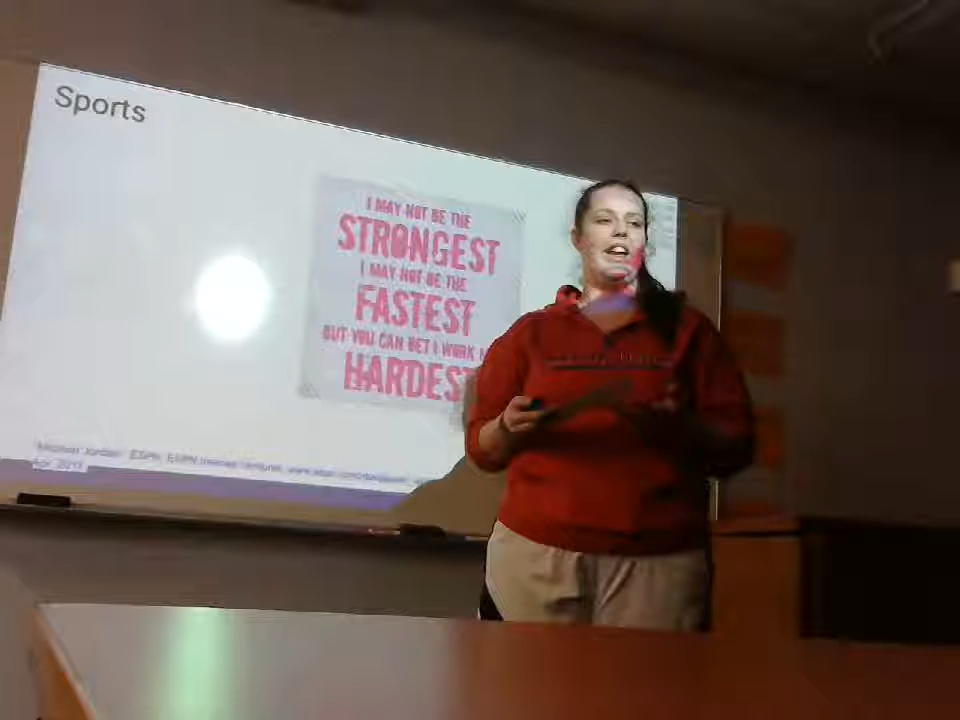 Sports
I MAY NOT BE THE
STRONGEST
I MAY NOT BE THE
FASTEST
BUT YOU CAN BET I WORK
HARDEST